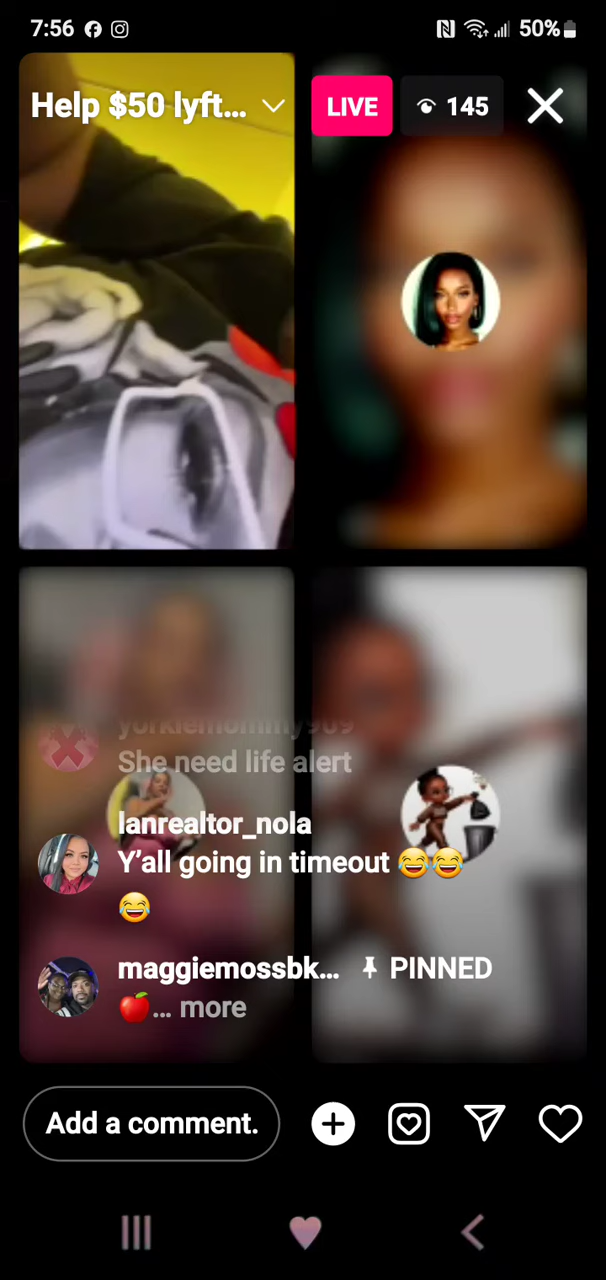 7:56 50%
Help $50 lyft... LIVE 145
yorkiemommy909
She need life alert
lanrealtor_nola
Y'all going in timeout 😂😂
😂
maggiemossbk... PINNED
🍎... more
Add a comment.